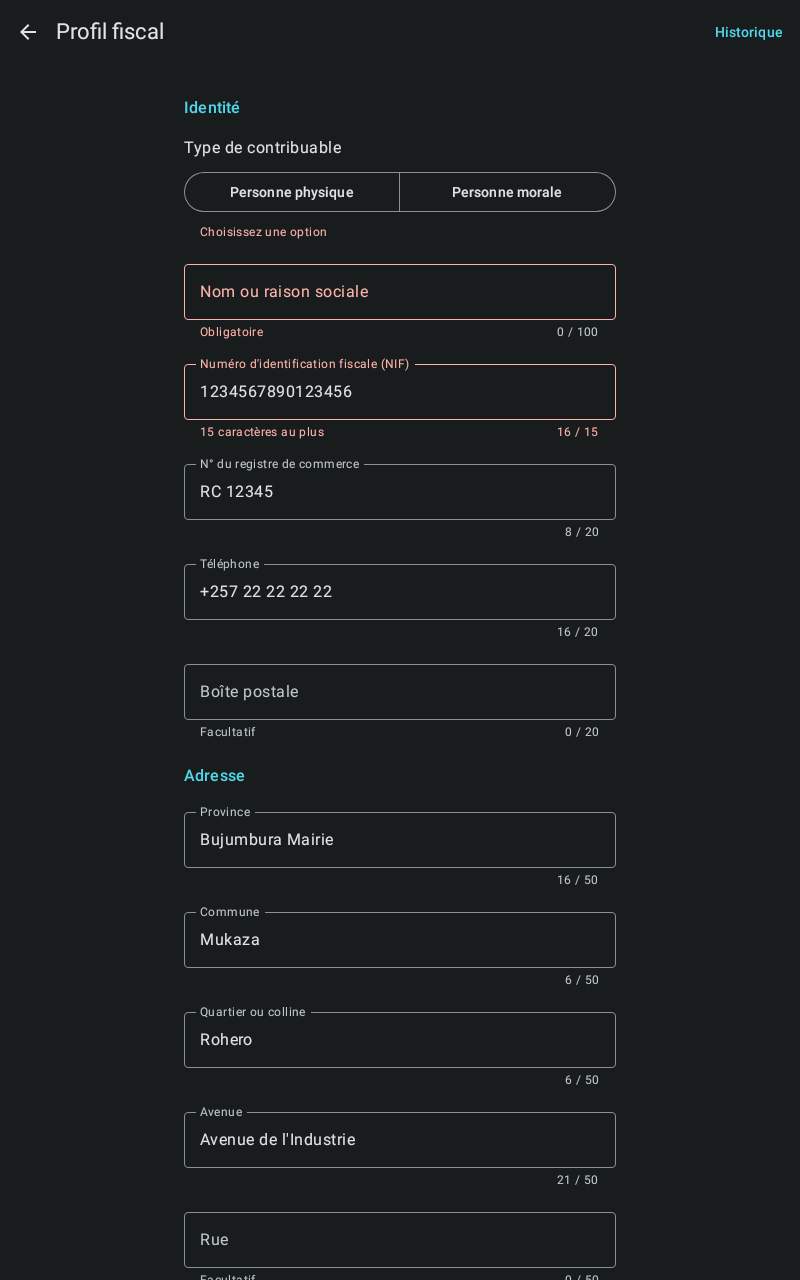 Profil fiscal
Historique
Identité
Type de contribuable
Personne physique
Personne morale
Choisissez une option
Nom ou raison sociale
Obligatoire
0 / 100
Numéro d'identification fiscale (NIF)
1234567890123456
15 caractères au plus
16 / 15
N° du registre de commerce
RC 12345
8 / 20
Téléphone
+257 22 22 22 22
16 / 20
Boîte postale
Facultatif
0 / 20
Adresse
Province
Bujumbura Mairie
16 / 50
Commune
Mukaza
6 / 50
Quartier ou colline
Rohero
6 / 50
Avenue
Avenue de l'Industrie
21 / 50
Rue
Facultatif
0 / 50